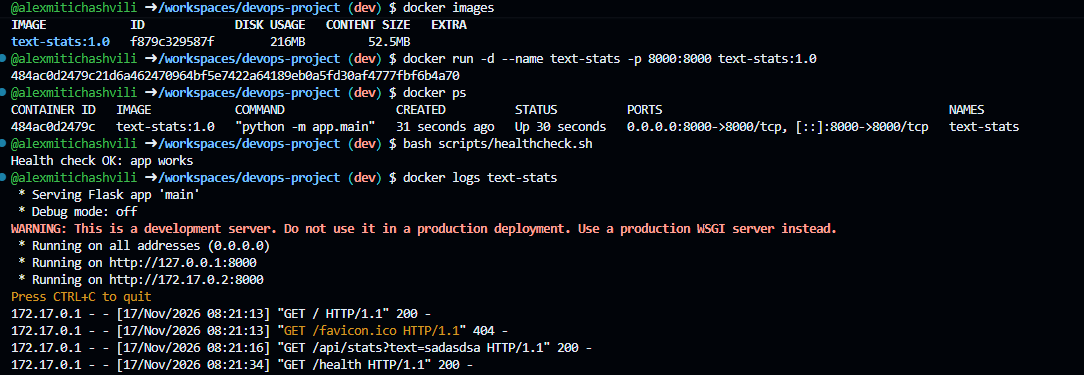 @alexmitichashvili ➜/workspaces/devops-project (dev) $ docker images
IMAGE ID DISK USAGE CONTENT SIZE EXTRA
text-stats:1.0 f879c329587f 216MB 52.5MB
@alexmitichashvili ➜/workspaces/devops-project (dev) $ docker run -d --name text-stats -p 8000:8000 text-stats:1.0
484ac0d2479c21d6a462470964bf5e7422a64189eb0a5fd30af4777fbf6b4a70
@alexmitichashvili ➜/workspaces/devops-project (dev) $ docker ps
CONTAINER ID IMAGE COMMAND CREATED STATUS PORTS NAMES
484ac0d2479c text-stats:1.0 "python -m app.main" 31 seconds ago Up 30 seconds 0.0.0.0:8000->8000/tcp, [::]:8000->8000/tcp text-stats
@alexmitichashvili ➜/workspaces/devops-project (dev) $ bash scripts/healthcheck.sh
Health check OK: app works
@alexmitichashvili ➜/workspaces/devops-project (dev) $ docker logs text-stats
* Serving Flask app 'main'
* Debug mode: off
WARNING: This is a development server. Do not use it in a production deployment. Use a production WSGI server instead.
* Running on all addresses (0.0.0.0)
* Running on http://127.0.0.1:8000
* Running on http://172.17.0.2:8000
Press CTRL+C to quit
172.17.0.1 - - [17/Nov/2026 08:21:13] "GET / HTTP/1.1" 200 -
172.17.0.1 - - [17/Nov/2026 08:21:13] "GET /favicon.ico HTTP/1.1" 404 -
172.17.0.1 - - [17/Nov/2026 08:21:16] "GET /api/stats?text=sadasdsa HTTP/1.1" 200 -
172.17.0.1 - - [17/Nov/2026 08:21:34] "GET /health HTTP/1.1" 200 -